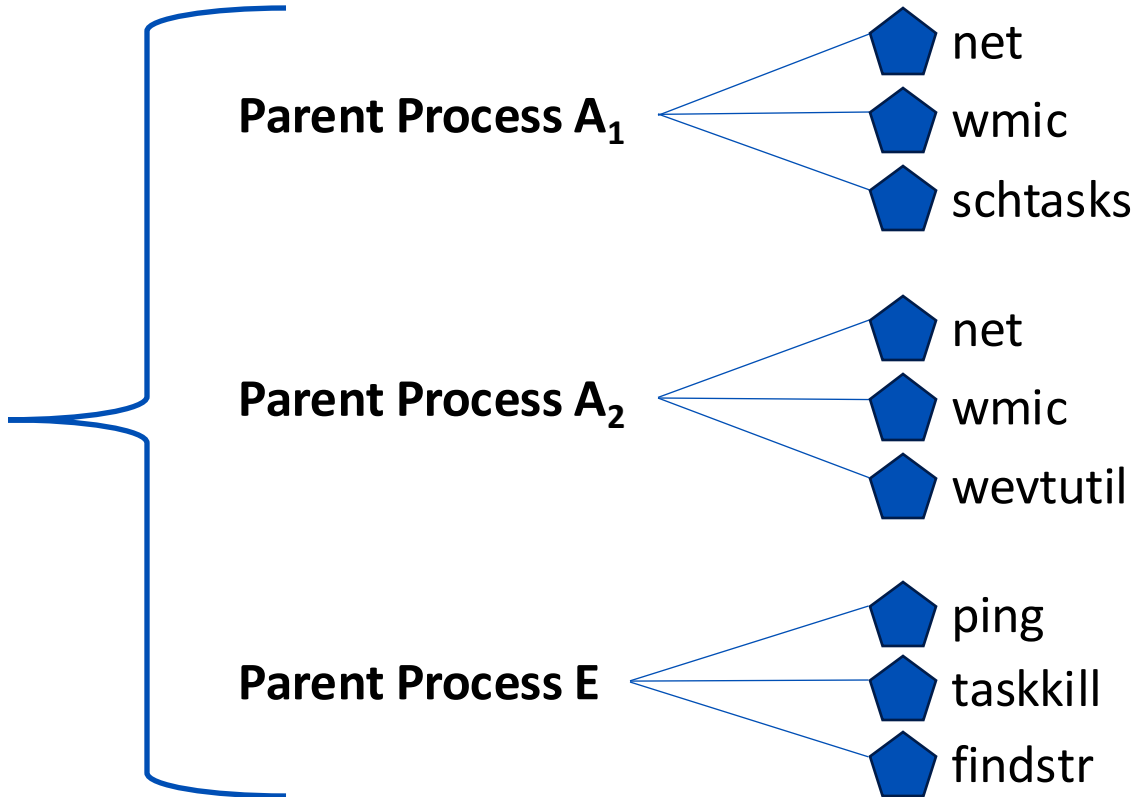 net
Parent Process A₁
wmic
schtasks
net
Parent Process A₂
wmic
wevtutil
ping
Parent Process E
taskkill
findstr